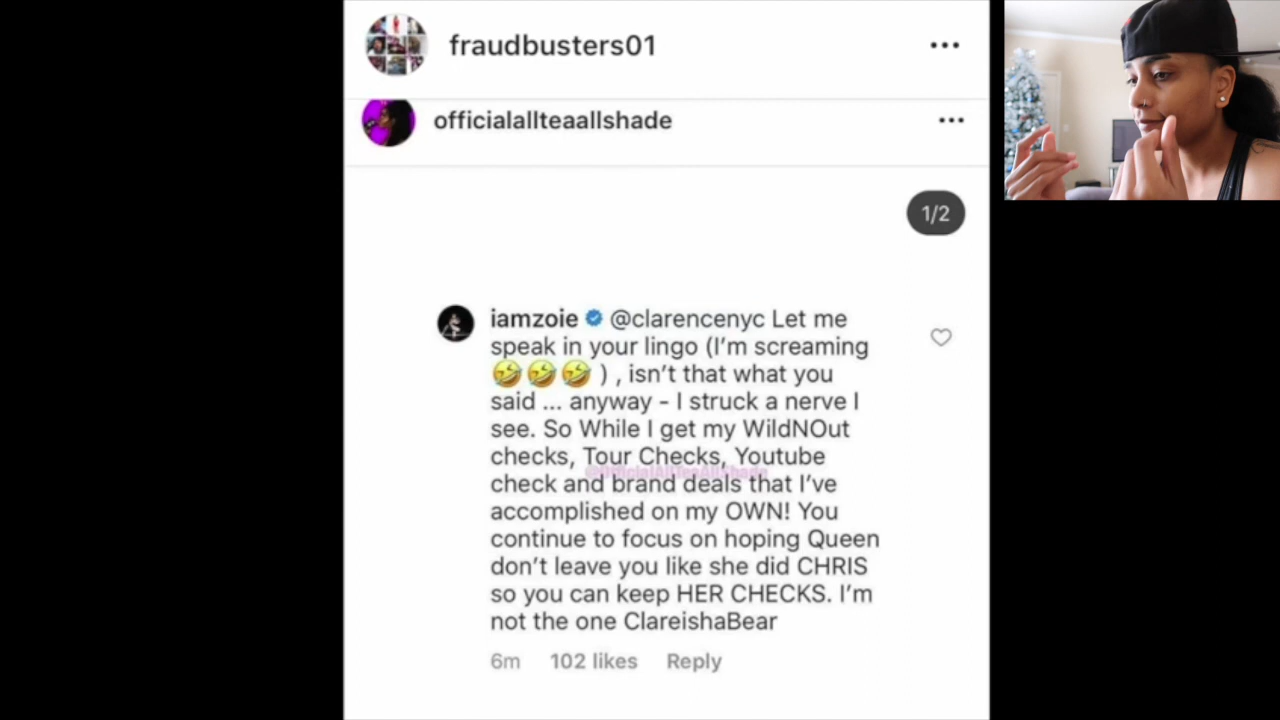 fraudbusters01
officialallteaallshade
1/2
iamzoie @clarencenyc Let me
speak in your lingo (I'm screaming
🤣🤣🤣 ) , isn't that what you
said ... anyway - I struck a nerve I
see. So While I get my WildNOut
checks, Tour Checks, Youtube
@OfficialAllTeaAllShade
check and brand deals that I've
accomplished on my OWN! You
continue to focus on hoping Queen
don't leave you like she did CHRIS
so you can keep HER CHECKS. I'm
not the one ClareishaBear
6m 102 likes Reply